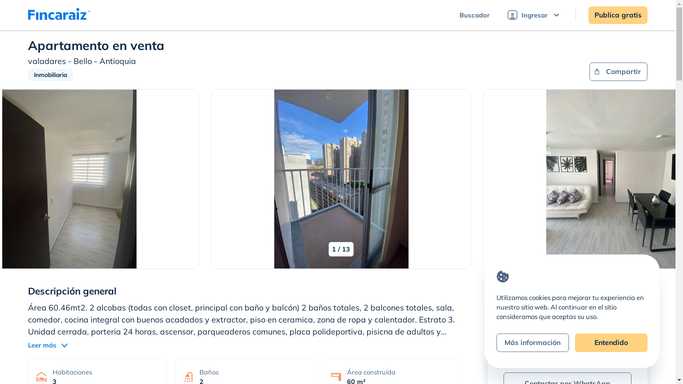 Fincaraiz
Buscador
Ingresar
Publica gratis
Apartamento en venta
valadares - Bello - Antioquia
Inmobiliaria
Compartir
1 / 13
Descripción general
Área 60.46mt2. 2 alcobas (todas con closet, principal con baño y balcón) 2 baños totales, 2 balcones totales, sala,
comedor, cocina integral con buenos acabados y extractor, piso en ceramica, zona de ropa y calentador. Estrato 3.
Unidad cerrada, porteria 24 horas, ascensor, parqueaderos comunes, placa polideportiva, pisicna de adultos y...
Leer más
Habitaciones
3
Baños
2
Área construida
60 m²
Utilizamos cookies para mejorar tu experiencia en
nuestro sitio web. Al continuar en el sitio
consideramos que aceptas su uso.
Más información
Entendido
Contactar por WhatsApp